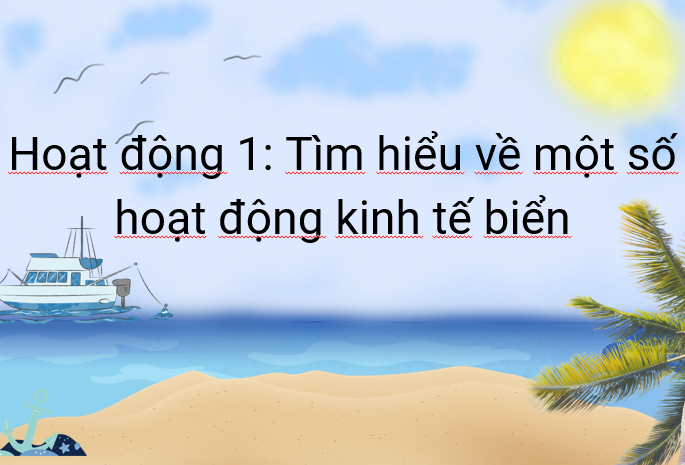 Hoạt động 1: Tìm hiểu về một số
hoạt động kinh tế biển